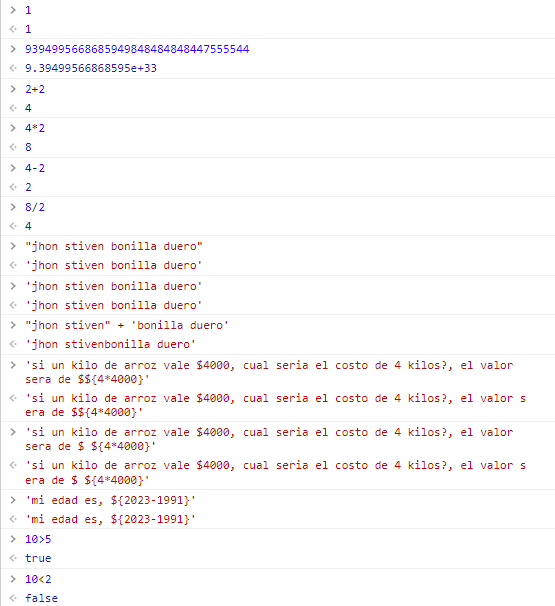 > 1
<· 1
> 9394995668685949848484848447555544
<· 9.39499566868595e+33
> 2+2
<· 4
> 4*2
<· 8
> 4-2
<· 2
> 8/2
<· 4
> "jhon stiven bonilla duero"
<· 'jhon stiven bonilla duero'
> 'jhon stiven bonilla duero'
<· 'jhon stiven bonilla duero'
> "jhon stiven" + 'bonilla duero'
<· 'jhon stivenbonilla duero'
> 'si un kilo de arroz vale $4000, cual seria el costo de 4 kilos?, el valor
sera de $${4*4000}'
<· 'si un kilo de arroz vale $4000, cual seria el costo de 4 kilos?, el valor s
era de $${4*4000}'
> 'si un kilo de arroz vale $4000, cual seria el costo de 4 kilos?, el valor
sera de $ ${4*4000}'
<· 'si un kilo de arroz vale $4000, cual seria el costo de 4 kilos?, el valor s
era de $ ${4*4000}'
> 'mi edad es, ${2023-1991}'
<· 'mi edad es, ${2023-1991}'
> 10>5
<· true
> 10<2
<· false